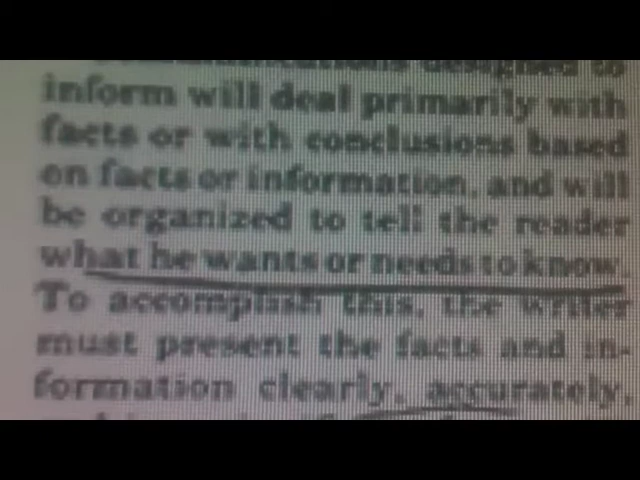 designed to
inform will deal primarily with
facts or with conclusions based
on facts or information, and will
be organized to tell the reader
what he wants or needs to know.
To accomplish this, the writer
must present the facts and in-
formation clearly, accurately,